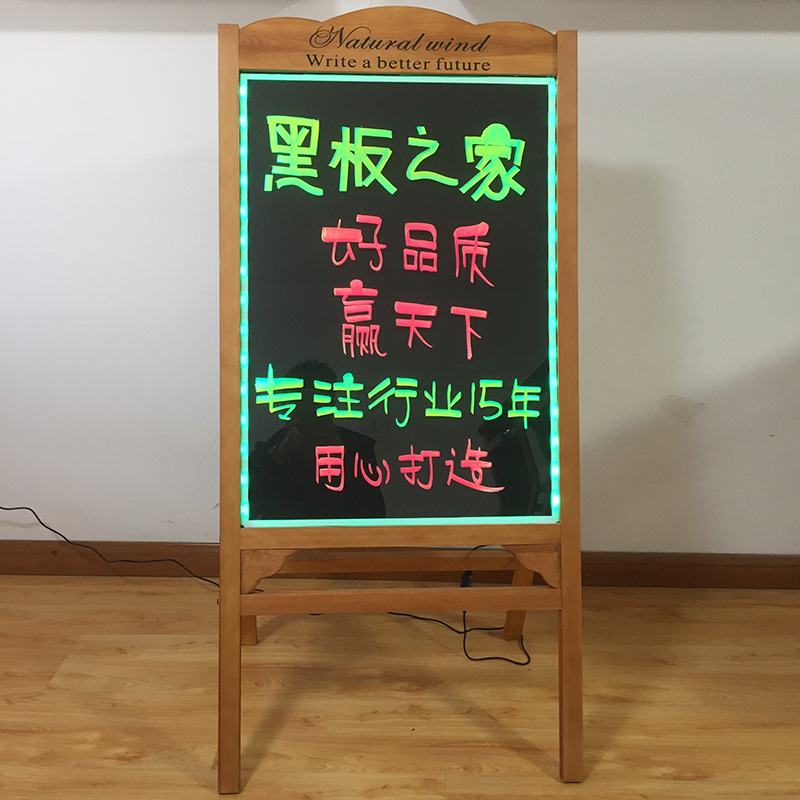 Natural wind
Write a better future
黑板之家
好品质
赢天下
专注行业15年
用心打造